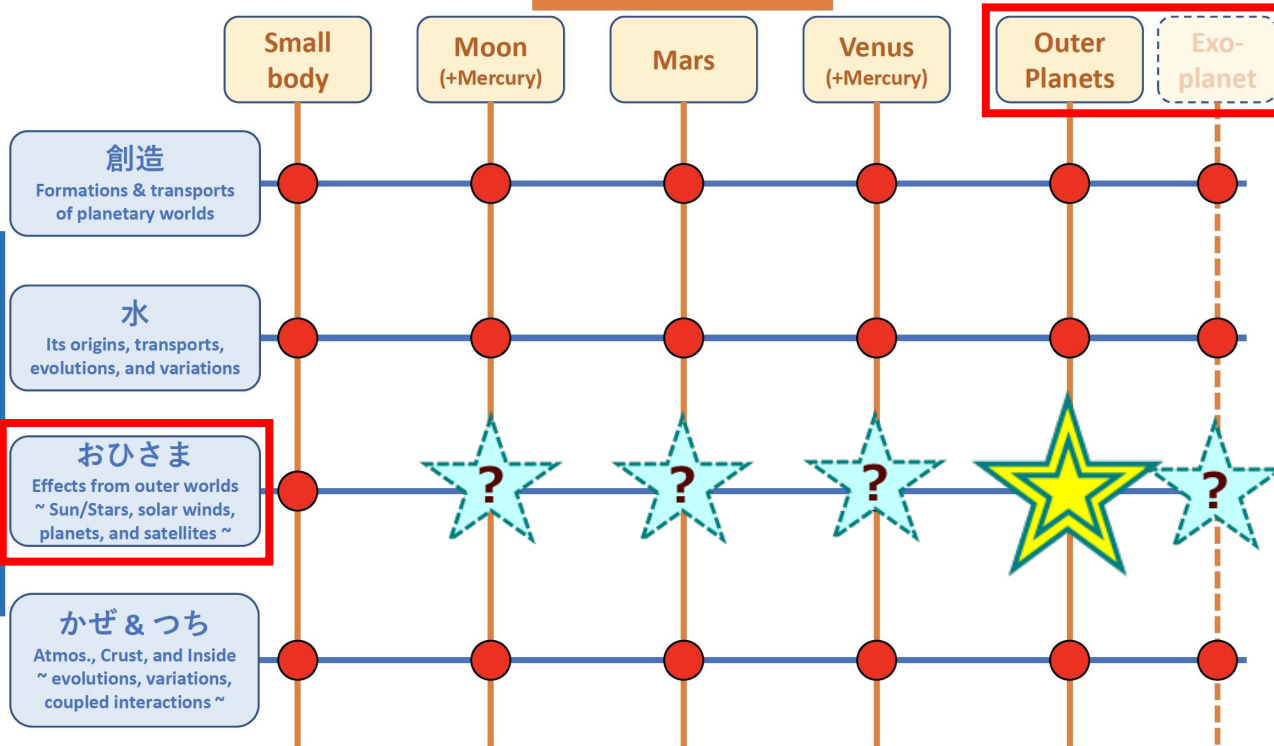 Small
body
Moon
(+Mercury)
Mars
Venus
(+Mercury)
Outer
Planets
Exo-
planet
創造
Formations & transports
of planetary worlds
水
Its origins, transports,
evolutions, and variations
おひさま
Effects from outer worlds
~ Sun/Stars, solar winds,
planets, and satellites ~
?
?
?
?
かぜ & つち
Atmos., Crust, and Inside
~ evolutions, variations,
coupled interactions ~